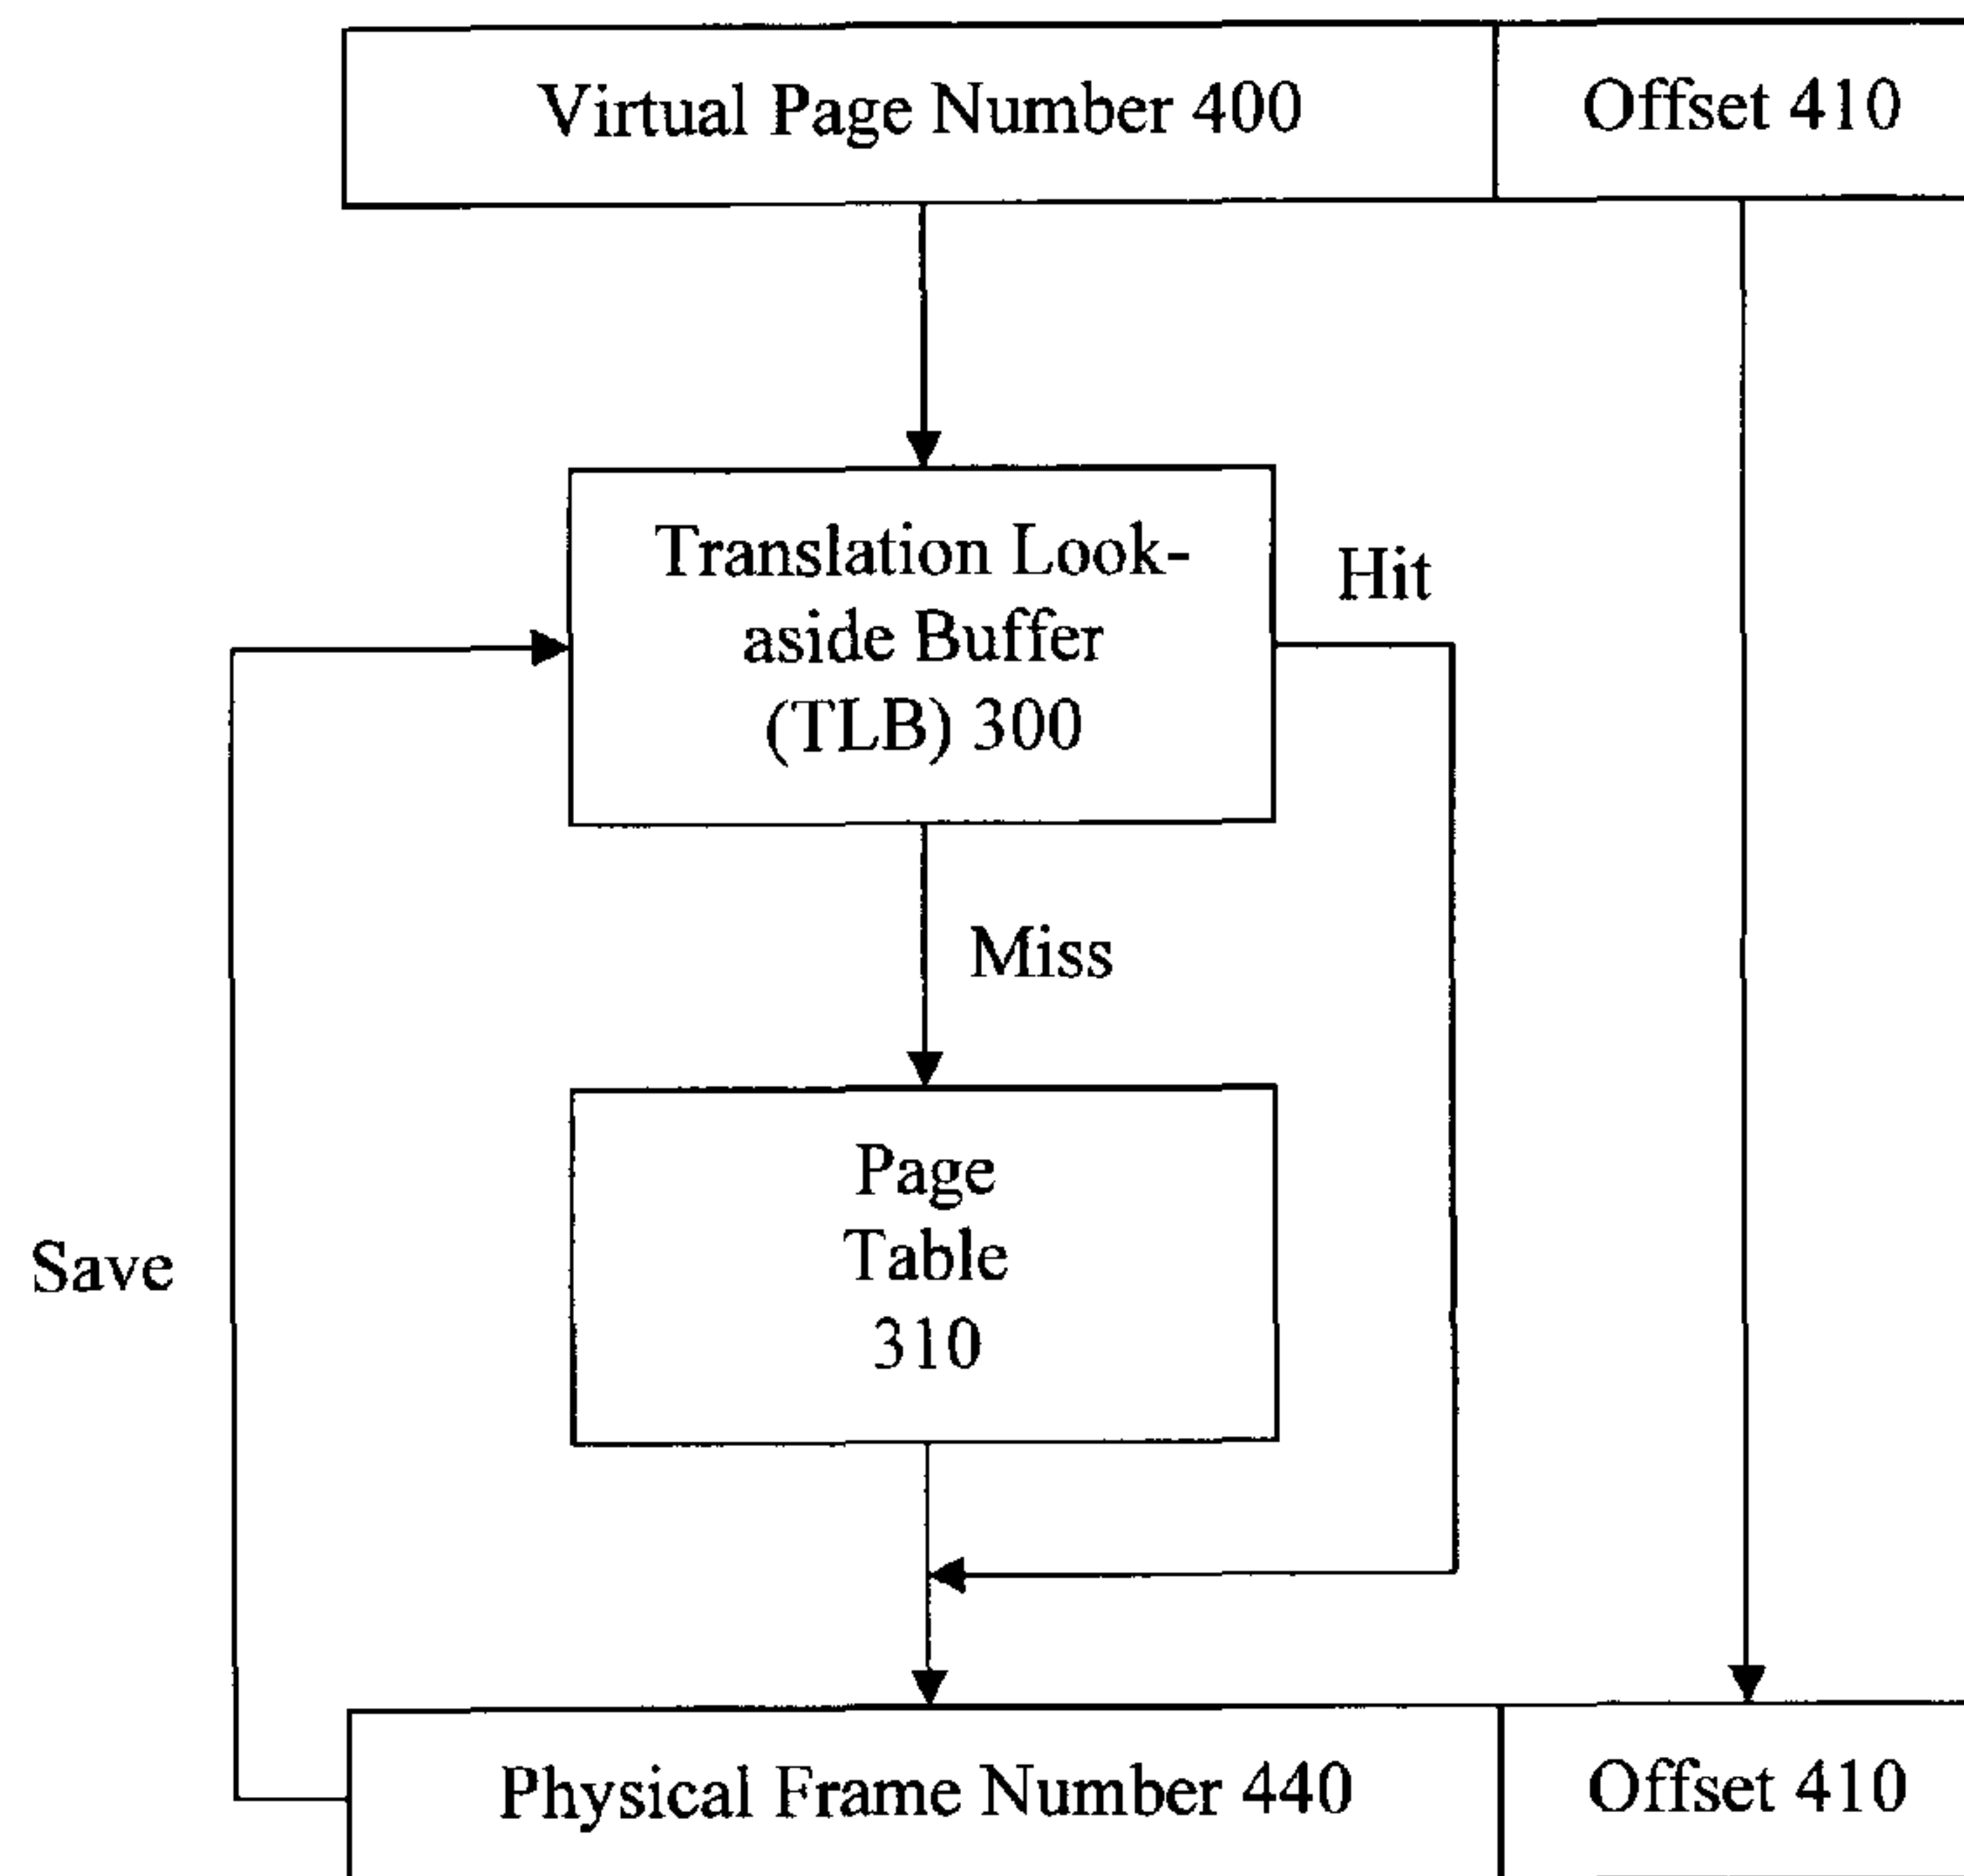 Virtual Page Number 400
Offset 410
Translation Look-
aside Buffer
(TLB) 300
Hit
Miss
Page
Table
310
Save
Physical Frame Number 440
Offset 410